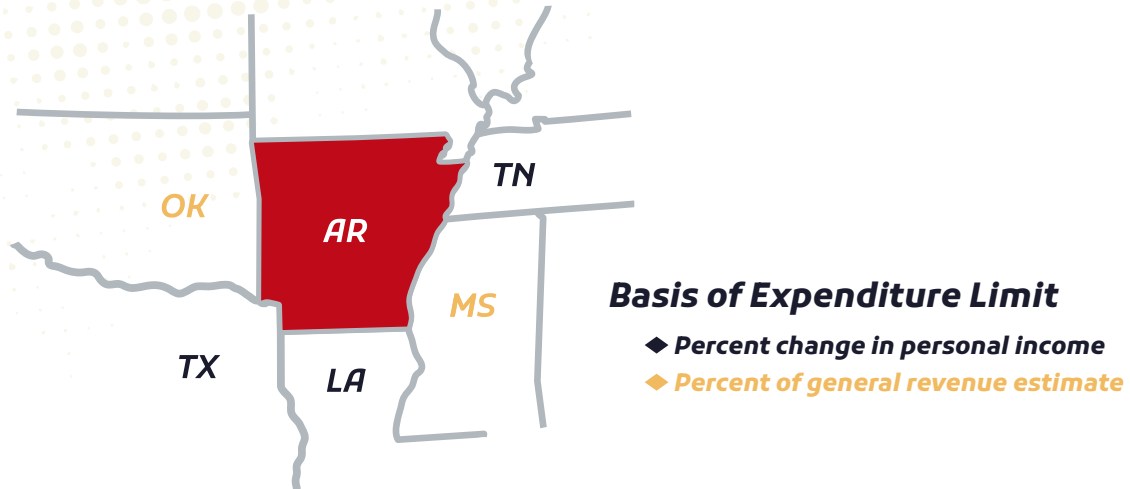 TN
OK
AR
MS
TX
LA
Basis of Expenditure Limit
Percent change in personal income
Percent of general revenue estimate